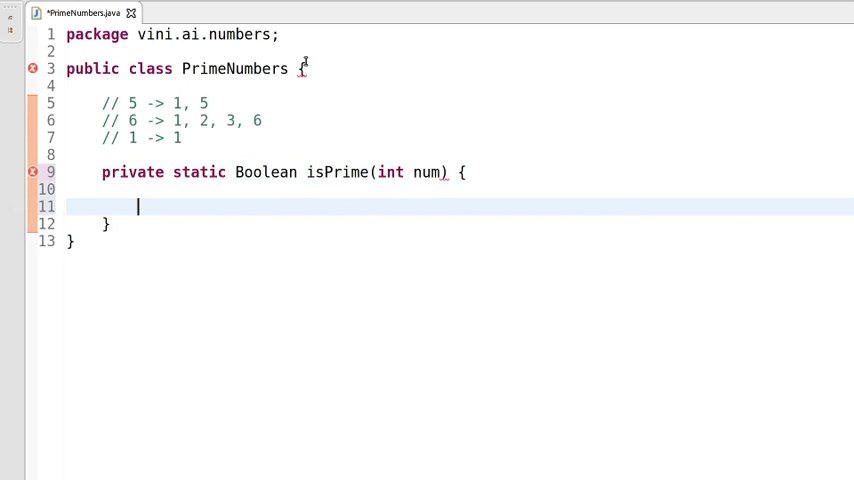 *PrimeNumbers.java
1 package vini.ai.numbers;
2
3 public class PrimeNumbers {
4
5 // 5 -> 1, 5
6 // 6 -> 1, 2, 3, 6
7 // 1 -> 1
8
9 private static Boolean isPrime(int num) {
10
11
12 }
13 }